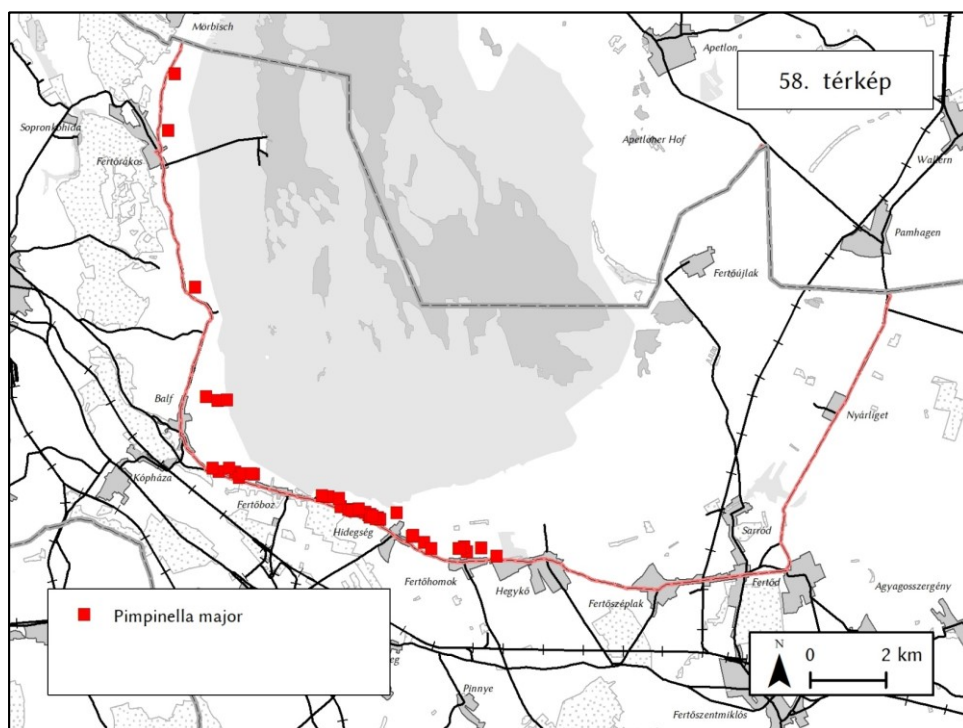 Mörbisch
Apetlon
58. térkép
Sopronkőhida
Fertőrákos
Apetloner Hof
Wallern
Pamhagen
Fertőújlak
Balf
Nyárliget
Kópháza
Fertőboz
Hidegség
Sarród
Fertőhomok
Hegykő
Fertőd
Fertőszéplak
Agyagosszergény
Pimpinella major
N
0 2 km
Pinnye
Fertőszentmiklós